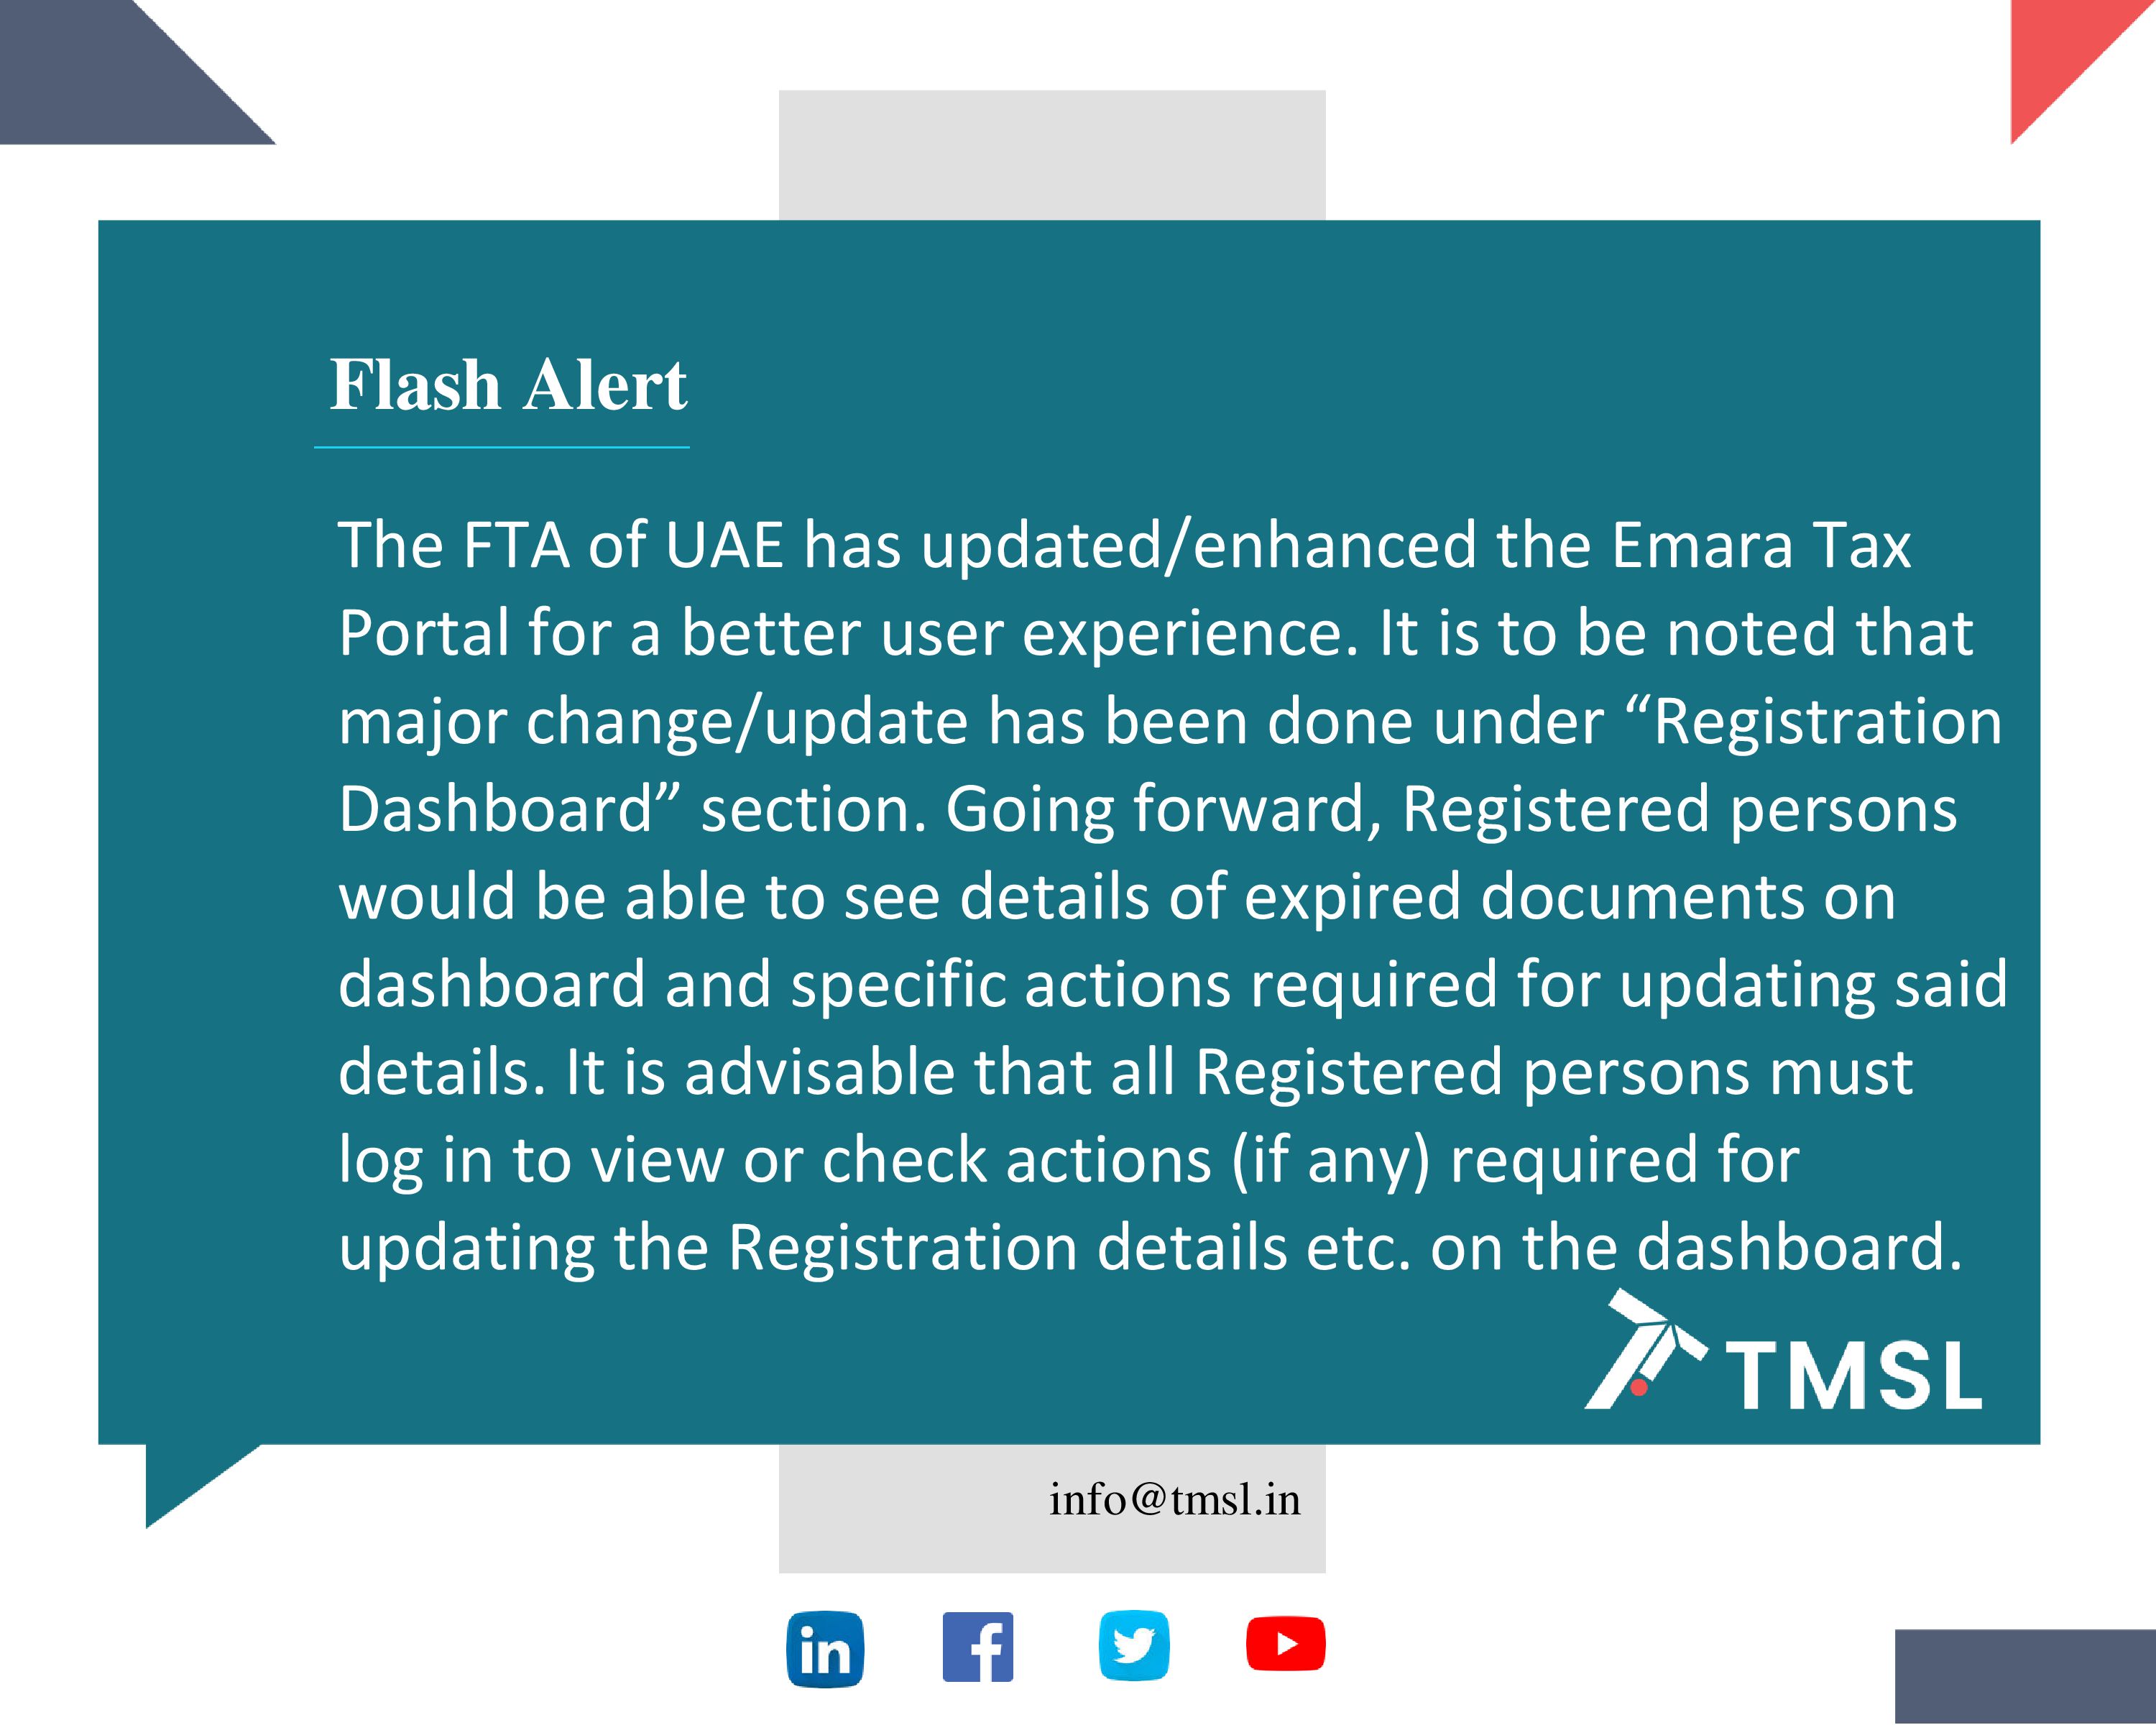 Flash Alert
The FTA of UAE has updated/enhanced the Emara Tax
Portal for a better user experience. It is to be noted that
major change/update has been done under “Registration
Dashboard” section. Going forward, Registered persons
would be able to see details of expired documents on
dashboard and specific actions required for updating said
details. It is advisable that all Registered persons must
log in to view or check actions (if any) required for
updating the Registration details etc. on the dashboard.
TMSL
info@tmsl.in
in
f